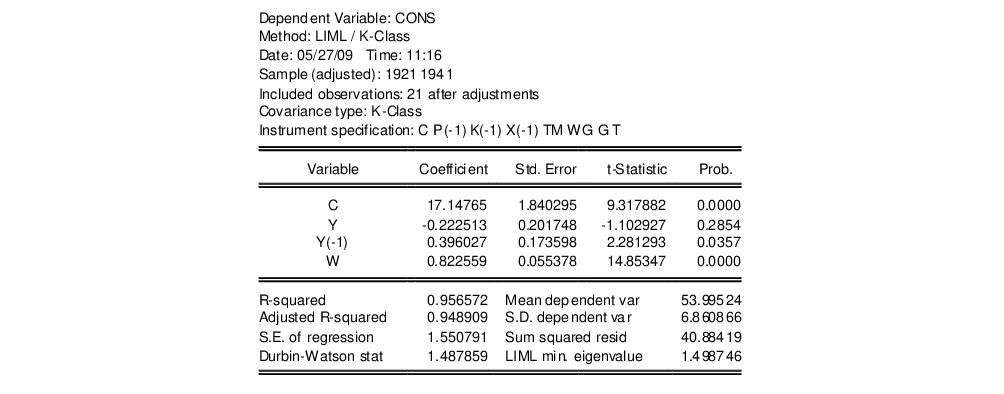 Dependent Variable: CONS
Method: LIML / K-Class
Date: 05/27/09 Time: 11:16
Sample (adjusted): 1921 1941
Included observations: 21 after adjustments
Covariance type: K-Class
Instrument specification: C P(-1) K(-1) X(-1) TM WG G T
Variable Coefficient Std. Error t-Statistic Prob.
C 17.14765 1.840295 9.317882 0.0000
Y -0.222513 0.201748 -1.102927 0.2854
Y(-1) 0.396027 0.173598 2.281293 0.0357
W 0.822559 0.055378 14.85347 0.0000
R-squared 0.956572 Mean dependent var 53.99524
Adjusted R-squared 0.948909 S.D. dependent var 6.860866
S.E. of regression 1.550791 Sum squared resid 40.88419
Durbin-Watson stat 1.487859 LIML min. eigenvalue 1.498746